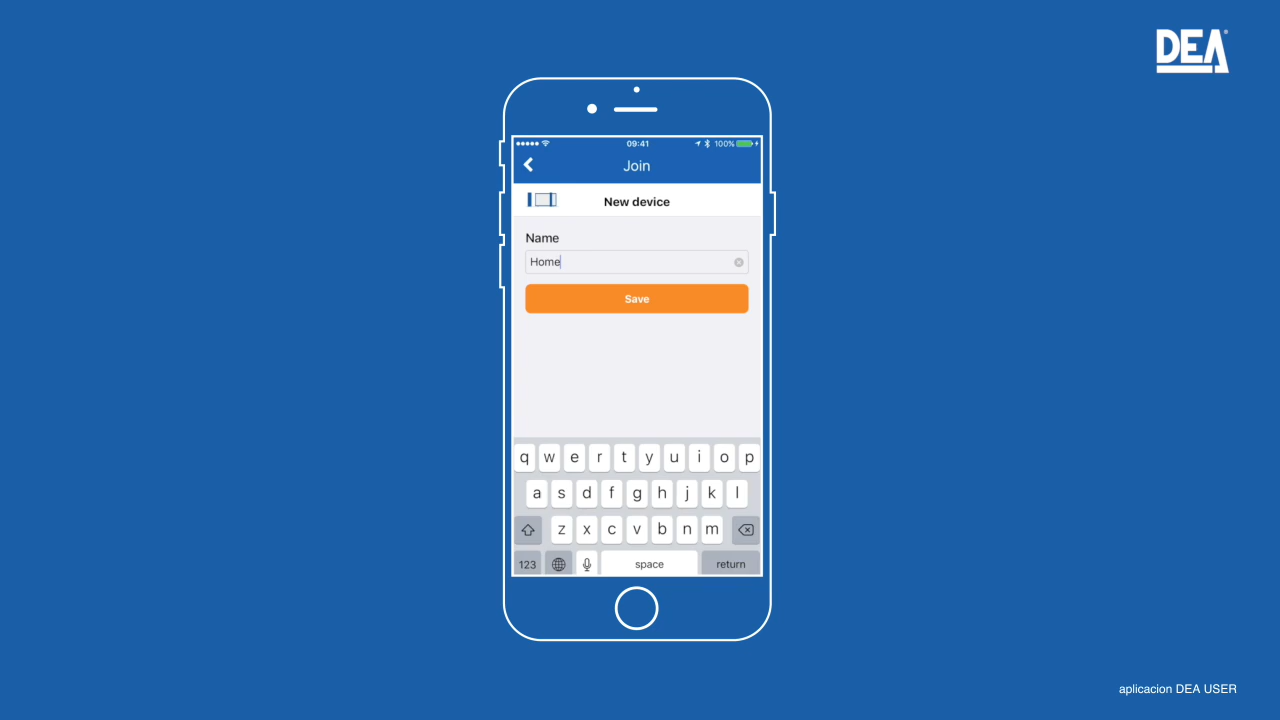 DEA
09:41
100%
Join
New device
Name
Home
Save
q w e r t y u i o p
a s d f g h j k l
z x c v b n m
123 space return
aplicacion DEA USER